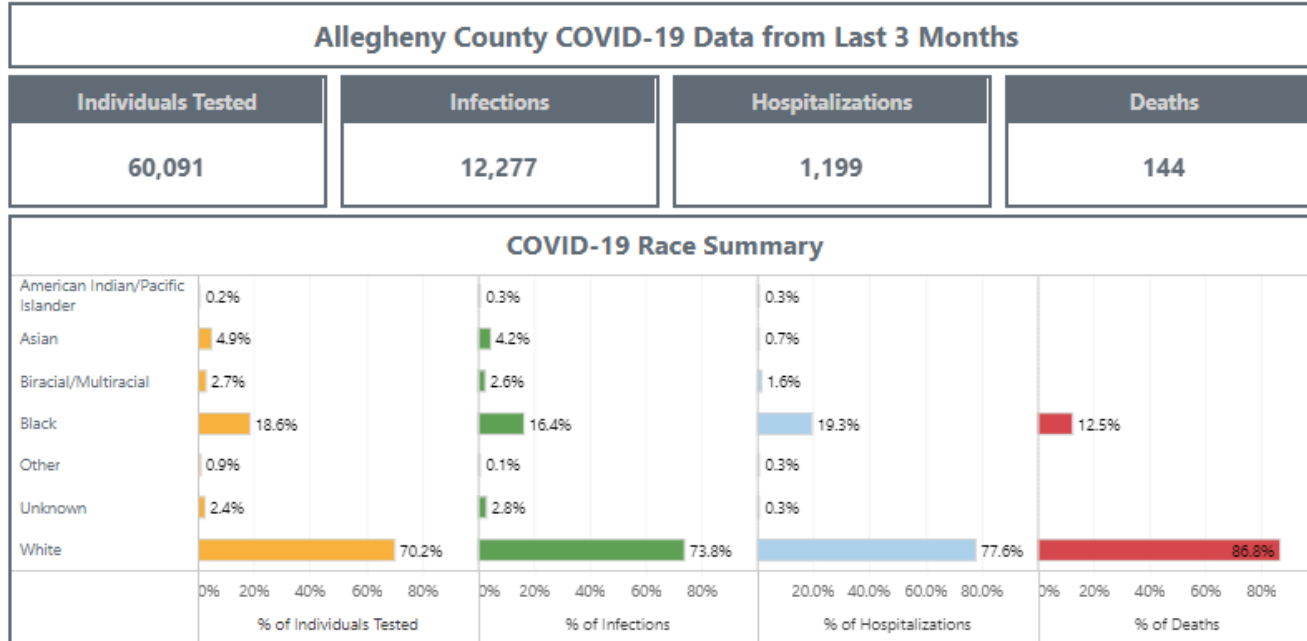 Allegheny County COVID-19 Data from Last 3 Months
Individuals Tested Infections Hospitalizations Deaths
60,091 12,277 1,199 144
COVID-19 Race Summary
American Indian/Pacific
Islander 0.2% 0.3% 0.3%
Asian 4.9% 4.2% 0.7%
Biracial/Multiracial 2.7% 2.6% 1.6%
Black 18.6% 16.4% 19.3% 12.5%
Other 0.9% 0.1% 0.3%
Unknown 2.4% 2.8% 0.3%
White 70.2% 73.8% 77.6% 86.8%
0% 20% 40% 60% 80% 0% 20% 40% 60% 80% 20.0% 40.0% 60.0% 80.0% 0% 20% 40% 60% 80%
% of Individuals Tested % of Infections % of Hospitalizations % of Deaths